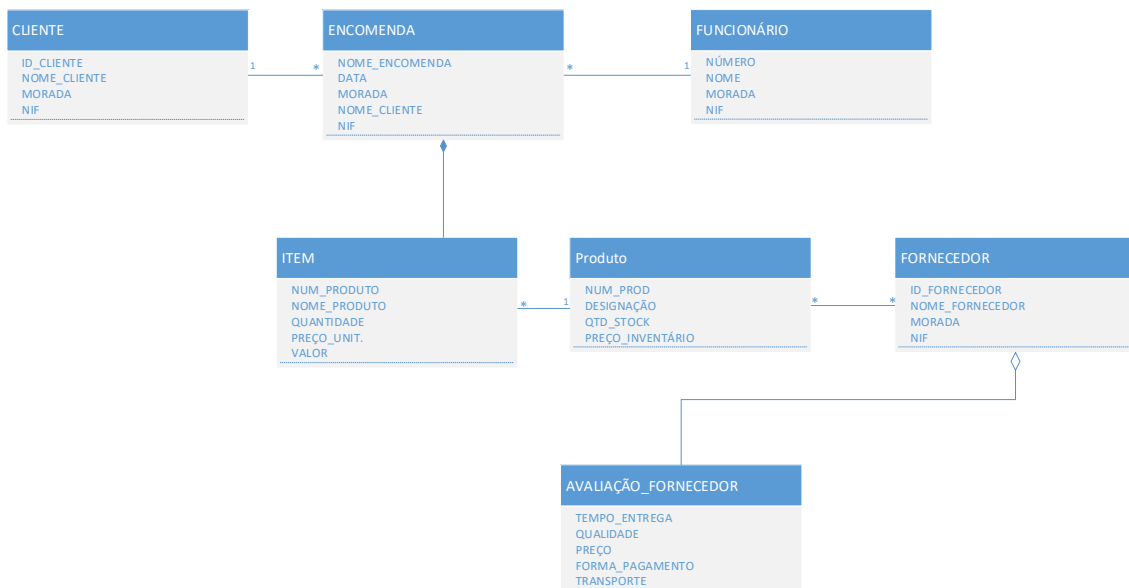 CLIENTE
ID_CLIENTE
NOME_CLIENTE
MORADA
NIF
1
*
ENCOMENDA
NOME_ENCOMENDA
DATA
MORADA
NOME_CLIENTE
NIF
*
1
FUNCIONÁRIO
NÚMERO
NOME
MORADA
NIF
ITEM
NUM_PRODUTO
NOME_PRODUTO
QUANTIDADE
PREÇO_UNIT.
VALOR
*
1
Produto
NUM_PROD
DESIGNAÇÃO
QTD_STOCK
PREÇO_INVENTÁRIO
*
*
FORNECEDOR
ID_FORNECEDOR
NOME_FORNECEDOR
MORADA
NIF
AVALIAÇÃO_FORNECEDOR
TEMPO_ENTREGA
QUALIDADE
PREÇO
FORMA_PAGAMENTO
TRANSPORTE